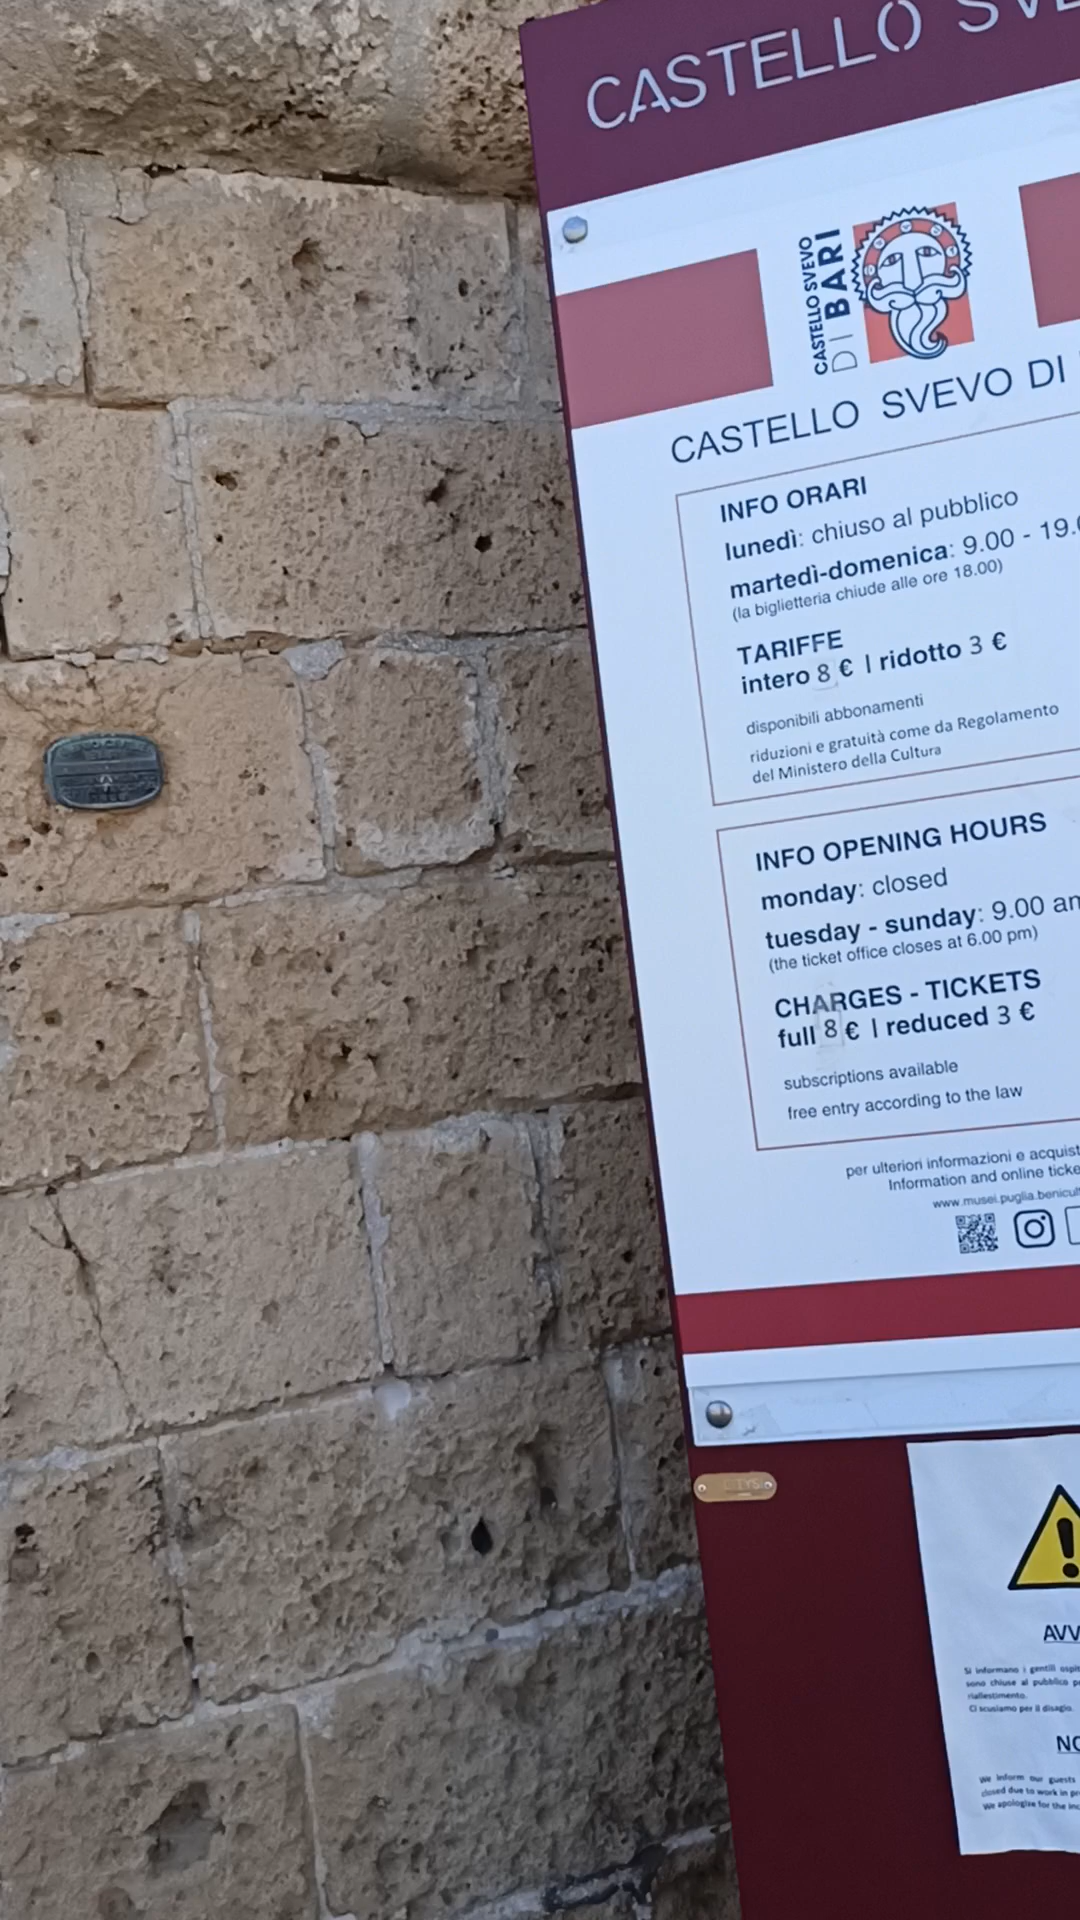 CASTELLO
CASTELLO SVEVO
DI BARI
CASTELLO SVEVO DI
INFO ORARI
lunedì: chiuso al pubblico
martedì-domenica: 9.00 - 19.0
(la biglietteria chiude alle ore 18.00)
TARIFFE
intero 8 € | ridotto 3 €
disponibili abbonamenti
riduzioni e gratuità come da Regolamento
del Ministero della Cultura
INFO OPENING HOURS
monday: closed
tuesday - sunday: 9.00 am
(the ticket office closes at 6.00 pm)
CHARGES - TICKETS
full 8 € | reduced 3 €
subscriptions available
free entry according to the law
per ulteriori informazioni e acquist
Information and online ticke
www.musei.puglia.benicul
AVV
Si informano i gentili ospi
sono chiuse al pubblico p
riallestimento.
Ci scusiamo per il disagio.
NO
We inform our guests
closed due to work in pr
We apologize for the inc